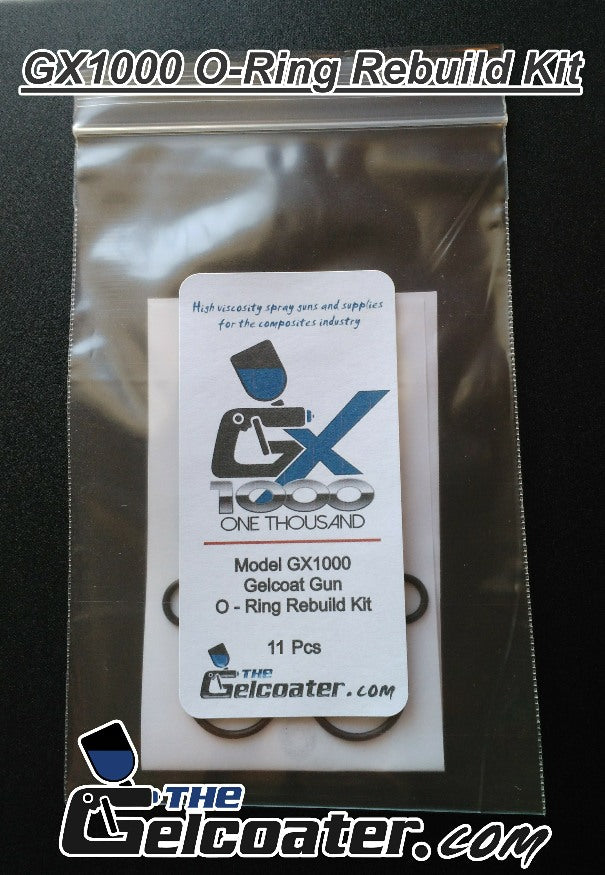 GX1000 O-Ring Rebuild Kit
High viscosity spray guns and supplies
for the composites industry
GX
1000
ONE THOUSAND
Model GX1000
Gelcoat Gun
O - Ring Rebuild Kit
11 Pcs
THE
Gelcoater.com
THE
Gelcoater.com